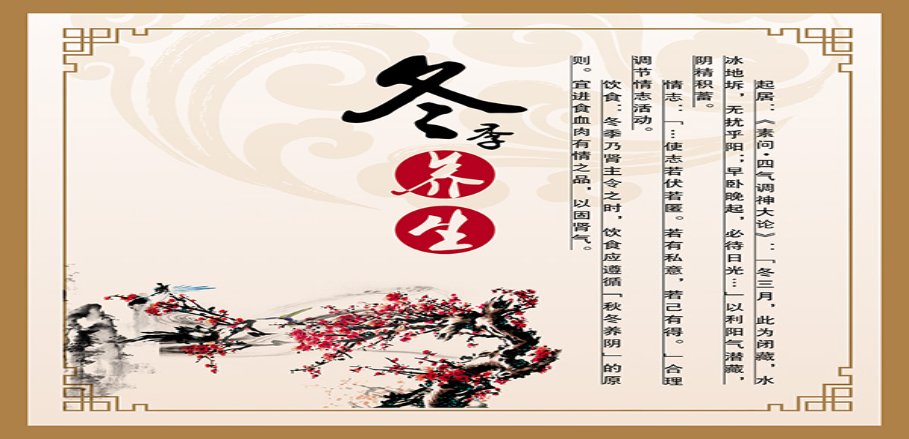 冬季养生
起居：《素问·四气调神大论》：「冬三月，此为闭藏，水
冰地坼，无扰乎阳；早卧晚起，必待日光…」以利阳气潜藏，
阴精积蓄。
情志：「…使志若伏若匿。若有私意，若己有得。」合理
调节情志活动。
饮食：冬季乃肾主令之时，饮食应遵循「秋冬养阴」的原
则。宜进食血肉有情之品，以固肾气。